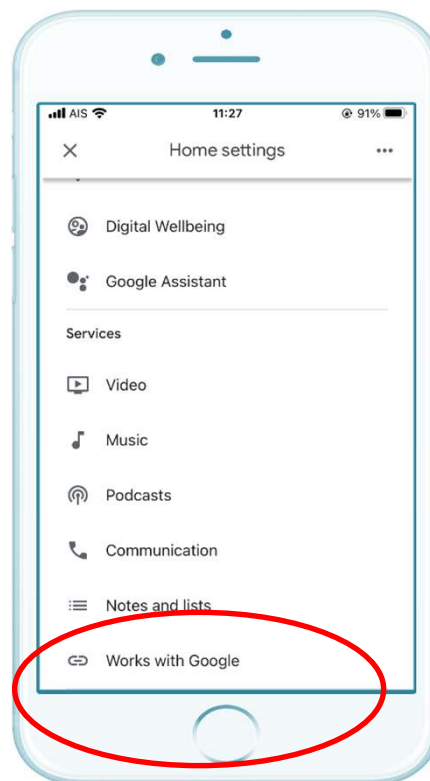 AIS 11:27 91%
Home settings
Digital Wellbeing
Google Assistant
Services
Video
Music
Podcasts
Communication
Notes and lists
Works with Google